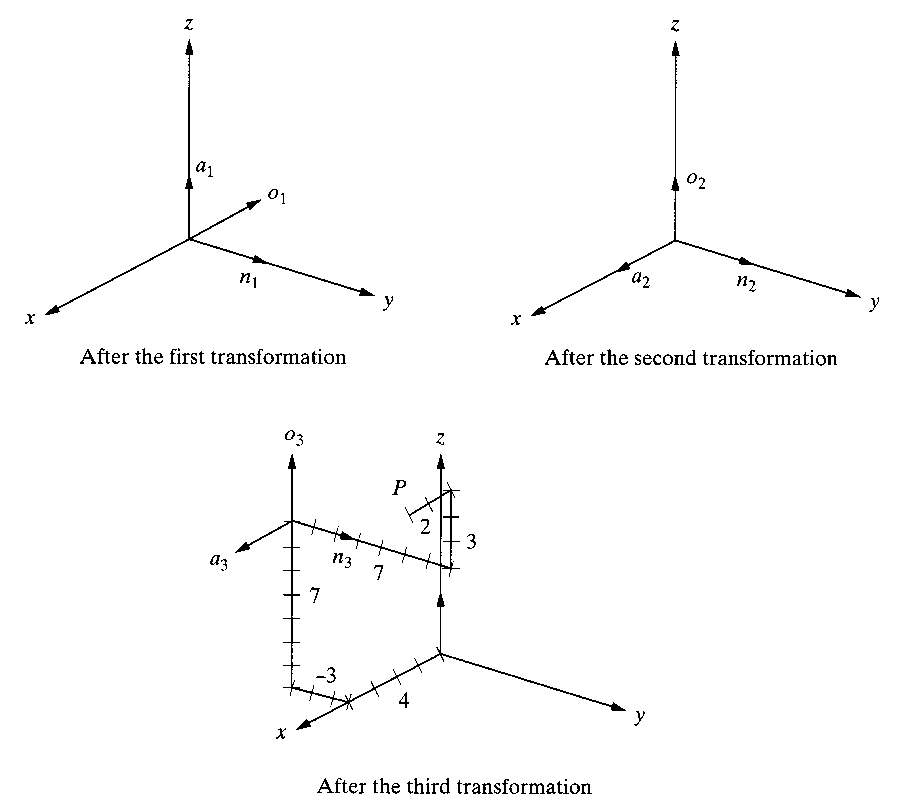 z
a1
o1
n1
y
x
After the first transformation
z
o2
a2
n2
y
x
After the second transformation
o3
z
P
2
3
a3
n3
7
7
-3
4
x
y
After the third transformation